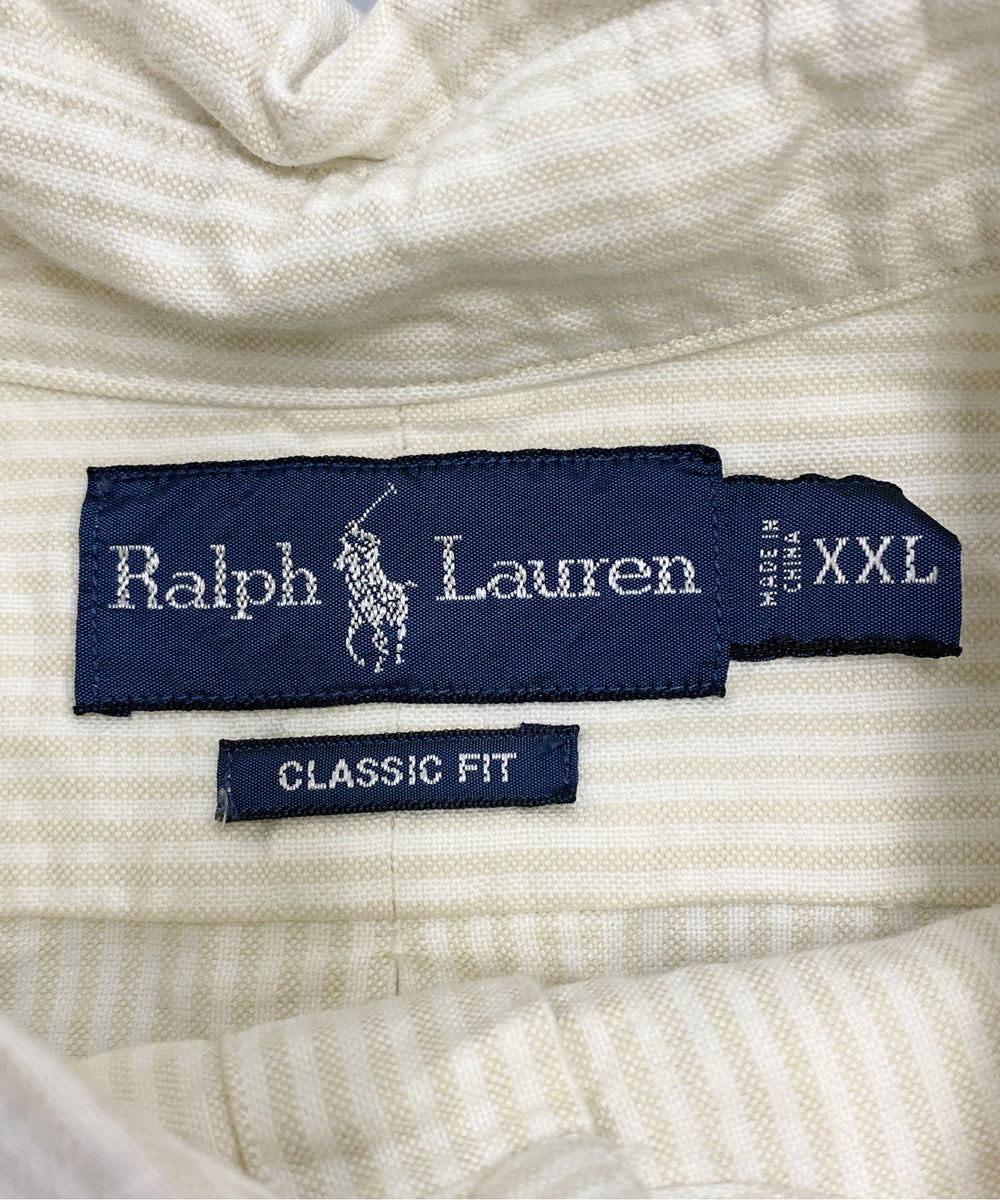 Ralph Lauren
MADE IN
CHINA
XXL
CLASSIC FIT